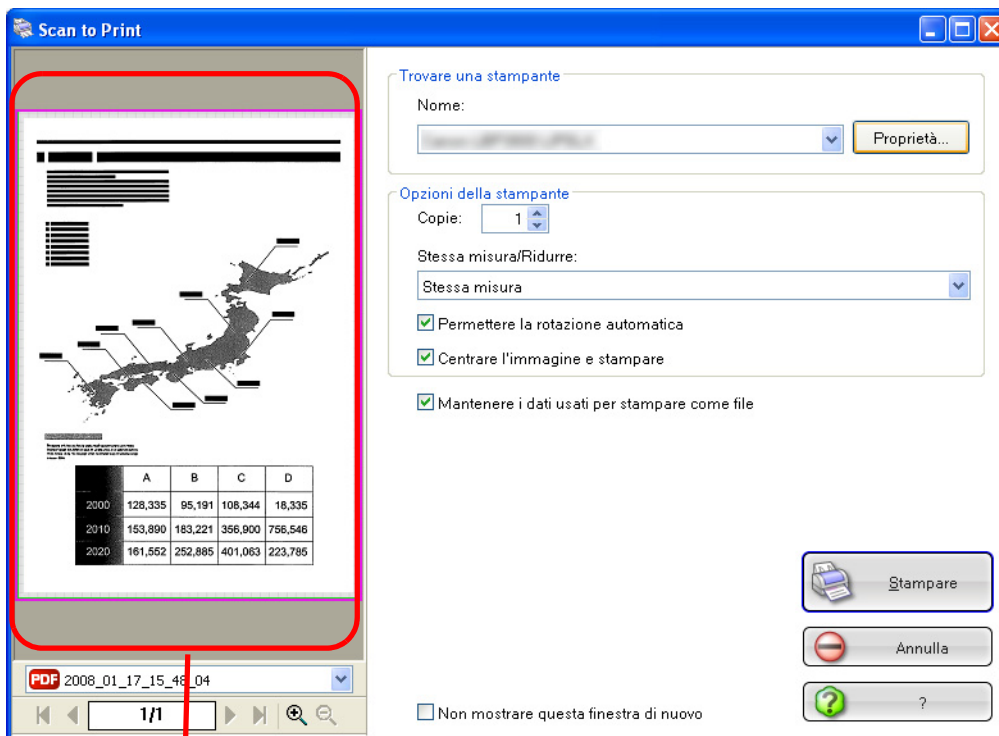 Scan to Print
Trovare una stampante
Nome:
Proprietà...
Opzioni della stampante
Copie:
1
Stessa misura/Ridurre:
Stessa misura
Permettere la rotazione automatica
Centrare l'immagine e stampare
Mantenere i dati usati per stampare come file
A B C D
2000 128,335 95,191 108,344 18,335
2010 153,890 183,221 356,900 756,546
2020 161,552 252,885 401,063 223,785
Stampare
Annulla
?
PDF 2008_01_17_15_48_04
1/1
Non mostrare questa finestra di nuovo